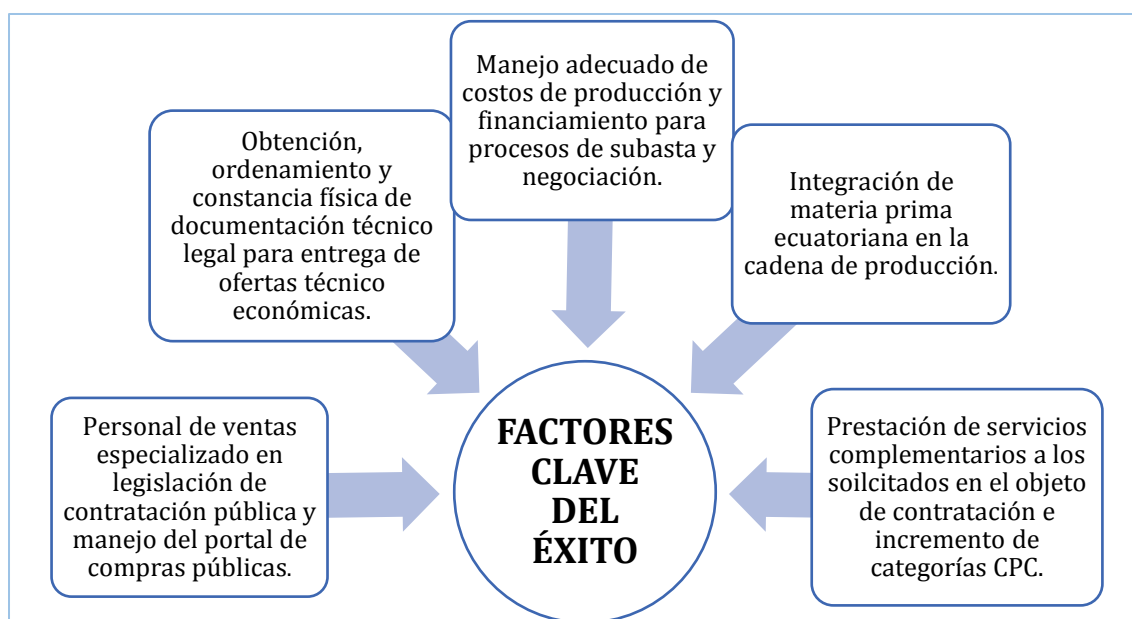 Manejo adecuado de
costos de producción y
financiamiento para
procesos de subasta y
negociación.
Obtención,
ordenamiento y
constancia física de
documentación técnico
legal para entrega de
ofertas técnico
económicas.
Integración de
materia prima
ecuatoriana en la
cadena de producción.
Personal de ventas
especializado en
legislación de
contratación pública y
manejo del portal de
compras públicas.
FACTORES
CLAVE
DEL
ÉXITO
Prestación de servicios
complementarios a los
soilcitados en el objeto
de contratación e
incremento de
categorías CPC.